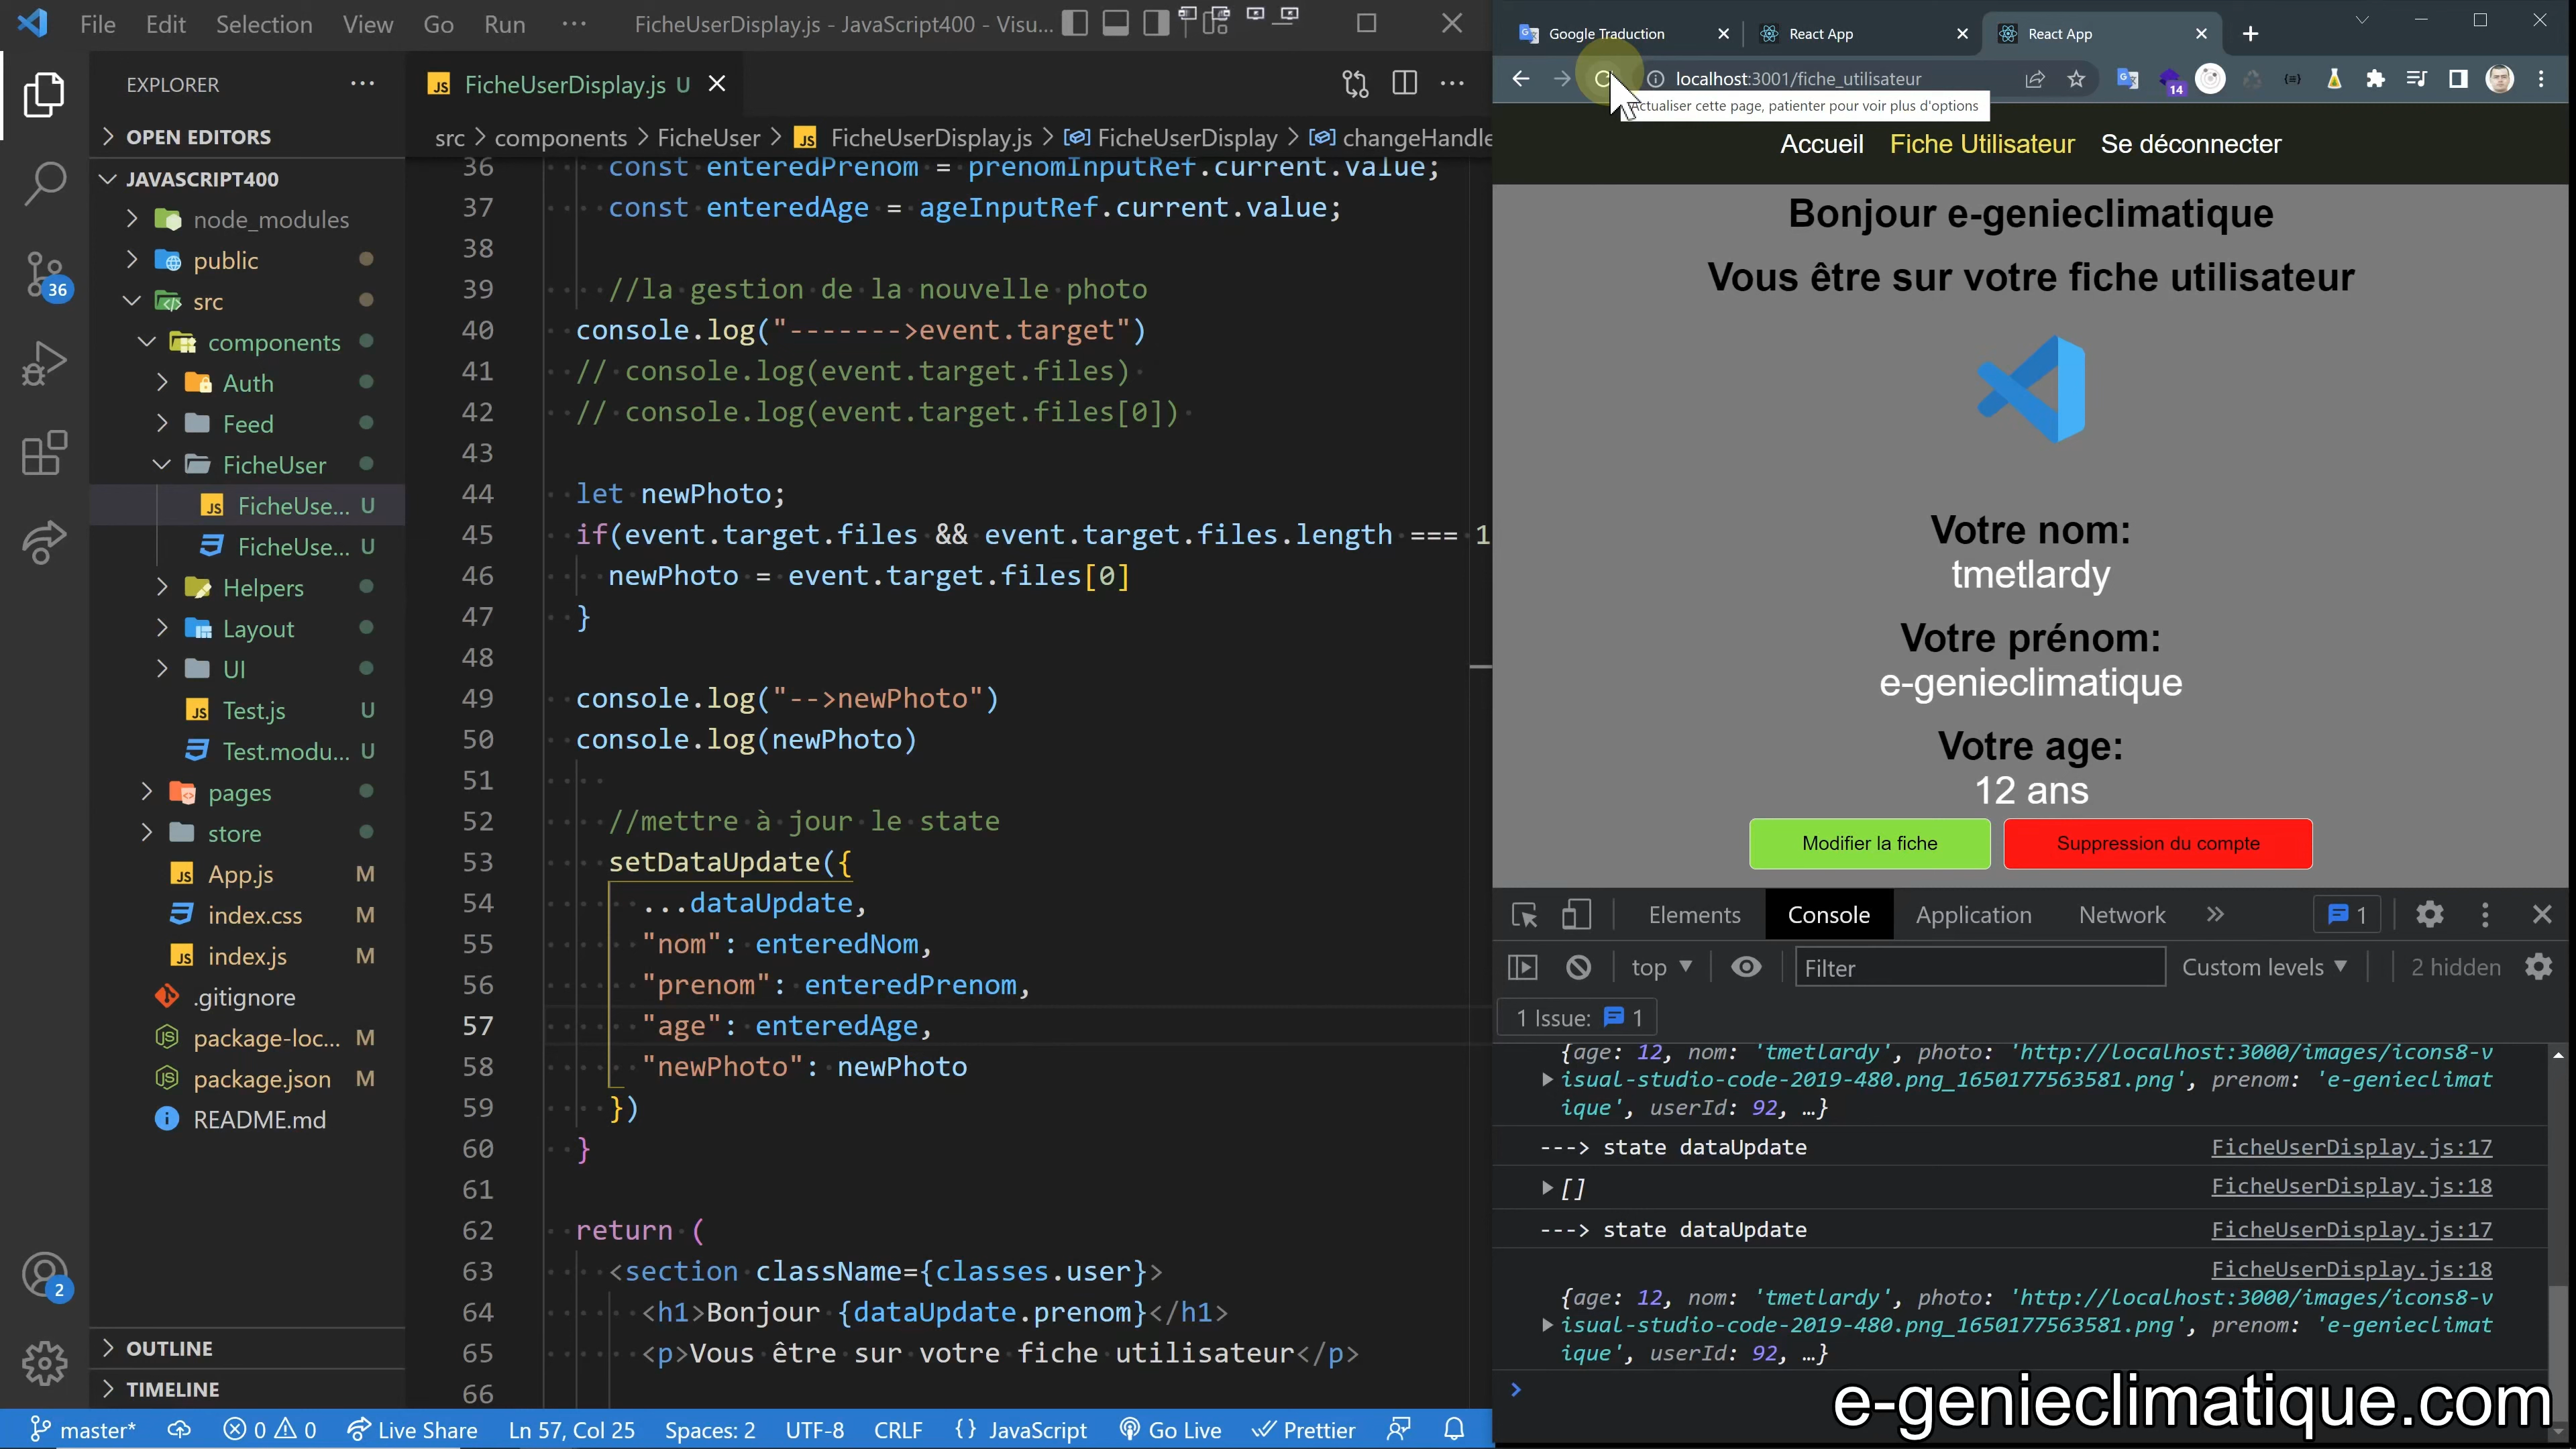 File Edit Selection View Go Run ··· FicheUserDisplay.js - JavaScript400 - Visu...
EXPLORER
OPEN EDITORS
JAVASCRIPT400
node_modules
public
src
components
Auth
Feed
FicheUser
FicheUse... U
FicheUse... U
Helpers
Layout
UI
Test.js U
Test.modu... U
pages
store
App.js M
index.css M
index.js M
.gitignore
package-loc... M
package.json M
README.md
OUTLINE
TIMELINE
36
2
FicheUserDisplay.js U
src > components > FicheUser > FicheUserDisplay.js > FicheUserDisplay > changeHandle
36 const enteredPrenom = prenomInputRef.current.value;
37 const enteredAge = ageInputRef.current.value;
38
39 //la gestion de la nouvelle photo
40 console.log("------->event.target")
41 // console.log(event.target.files)
42 // console.log(event.target.files[0])
43
44 let newPhoto;
45 if(event.target.files && event.target.files.length === 1
46 newPhoto = event.target.files[0]
47 }
48
49 console.log("-->newPhoto")
50 console.log(newPhoto)
51
52 //mettre à jour le state
53 setDataUpdate({
54 ...dataUpdate,
55 "nom": enteredNom,
56 "prenom": enteredPrenom,
57 "age": enteredAge,
58 "newPhoto": newPhoto
59 })
60 }
61
62 return (
63 <section className={classes.user}>
64 <h1>Bonjour {dataUpdate.prenom}</h1>
65 <p>Vous être sur votre fiche utilisateur</p>
66
master* 0 0 Live Share Ln 57, Col 25 Spaces: 2 UTF-8 CRLF {} JavaScript Go Live Prettier
Google Traduction React App React App
localhost:3001/fiche_utilisateur
14
Actualiser cette page, patienter pour voir plus d'options
Accueil Fiche Utilisateur Se déconnecter
Bonjour e-genieclimatique
Vous être sur votre fiche utilisateur
Votre nom:
tmetlardy
Votre prénom:
e-genieclimatique
Votre age:
12 ans
Modifier la fiche Suppression du compte
Elements Console Application Network » 1
top Filter Custom levels 2 hidden
1 Issue: 1
{age: 12, nom: 'tmetlardy', photo: 'http://localhost:3000/images/icons8-v
isual-studio-code-2019-480.png_1650177563581.png', prenom: 'e-genieclimat
ique', userId: 92, …}
---> state dataUpdate FicheUserDisplay.js:17
[] FicheUserDisplay.js:18
---> state dataUpdate FicheUserDisplay.js:17
FicheUserDisplay.js:18
{age: 12, nom: 'tmetlardy', photo: 'http://localhost:3000/images/icons8-v
isual-studio-code-2019-480.png_1650177563581.png', prenom: 'e-genieclimat
ique', userId: 92, …}
>
e-genieclimatique.com